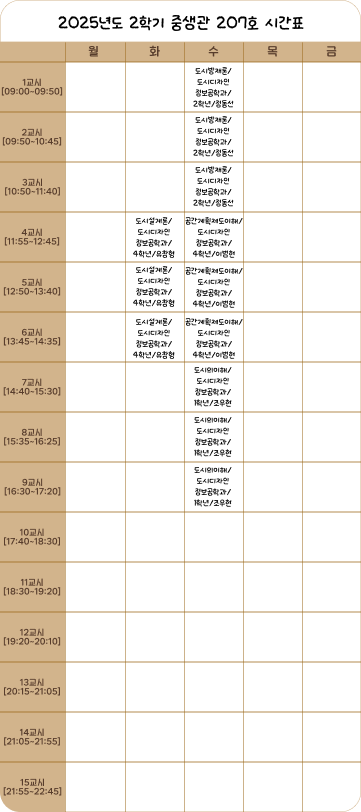 2025년도 2학기 중생관 207호 시간표
월 화 수 목 금
1교시
[09:00~09:50]
도시방재론/
도시디자인
정보공학과/
2학년/정동선
2교시
[09:50~10:45]
도시방재론/
도시디자인
정보공학과/
2학년/정동선
3교시
[10:50~11:40]
도시방재론/
도시디자인
정보공학과/
2학년/정동선
4교시
[11:55~12:45]
도시설계론/
도시디자인
정보공학과/
4학년/유창형
공간계획제도이해/
도시디자인
정보공학과/
4학년/이범현
5교시
[12:50~13:40]
도시설계론/
도시디자인
정보공학과/
4학년/유창형
공간계획제도이해/
도시디자인
정보공학과/
4학년/이범현
6교시
[13:45~14:35]
도시설계론/
도시디자인
정보공학과/
4학년/유창형
공간계획제도이해/
도시디자인
정보공학과/
4학년/이범현
7교시
[14:40~15:30]
도시의이해/
도시디자인
정보공학과/
1학년/조우현
8교시
[15:35~16:25]
도시의이해/
도시디자인
정보공학과/
1학년/조우현
9교시
[16:30~17:20]
도시의이해/
도시디자인
정보공학과/
1학년/조우현
10교시
[17:40~18:30]
11교시
[18:30~19:20]
12교시
[19:20~20:10]
13교시
[20:15~21:05]
14교시
[21:05~21:55]
15교시
[21:55~22:45]